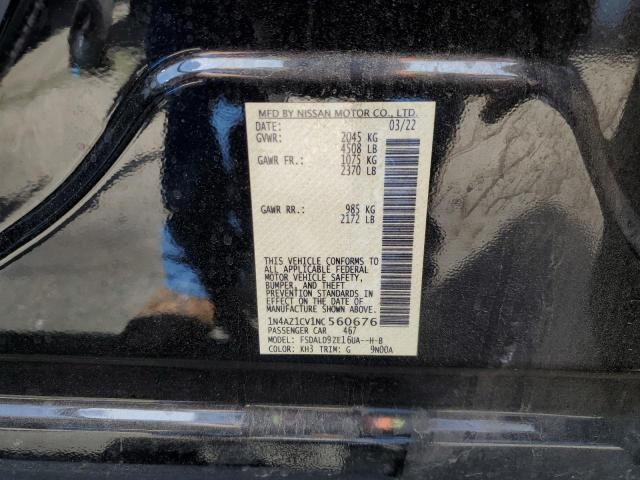 MFD BY NISSAN MOTOR CO., LTD.
DATE: 03/22
GVWR: 2045 KG
4508 LB
GAWR FR.: 1075 KG
2370 LB
GAWR RR.: 985 KG
2172 LB
THIS VEHICLE CONFORMS TO
ALL APPLICABLE FEDERAL
MOTOR VEHICLE SAFETY,
BUMPER, AND THEFT
PREVENTION STANDARDS IN
EFFECT ON THE DATE OF
MANUFACTURE SHOWN ABOVE.
1N4AZ1CV1NC560676
PASSENGER CAR 467
MODEL: FSDALD9ZE16UA--H-B
COLOR: KH3 TRIM: G 9N00A